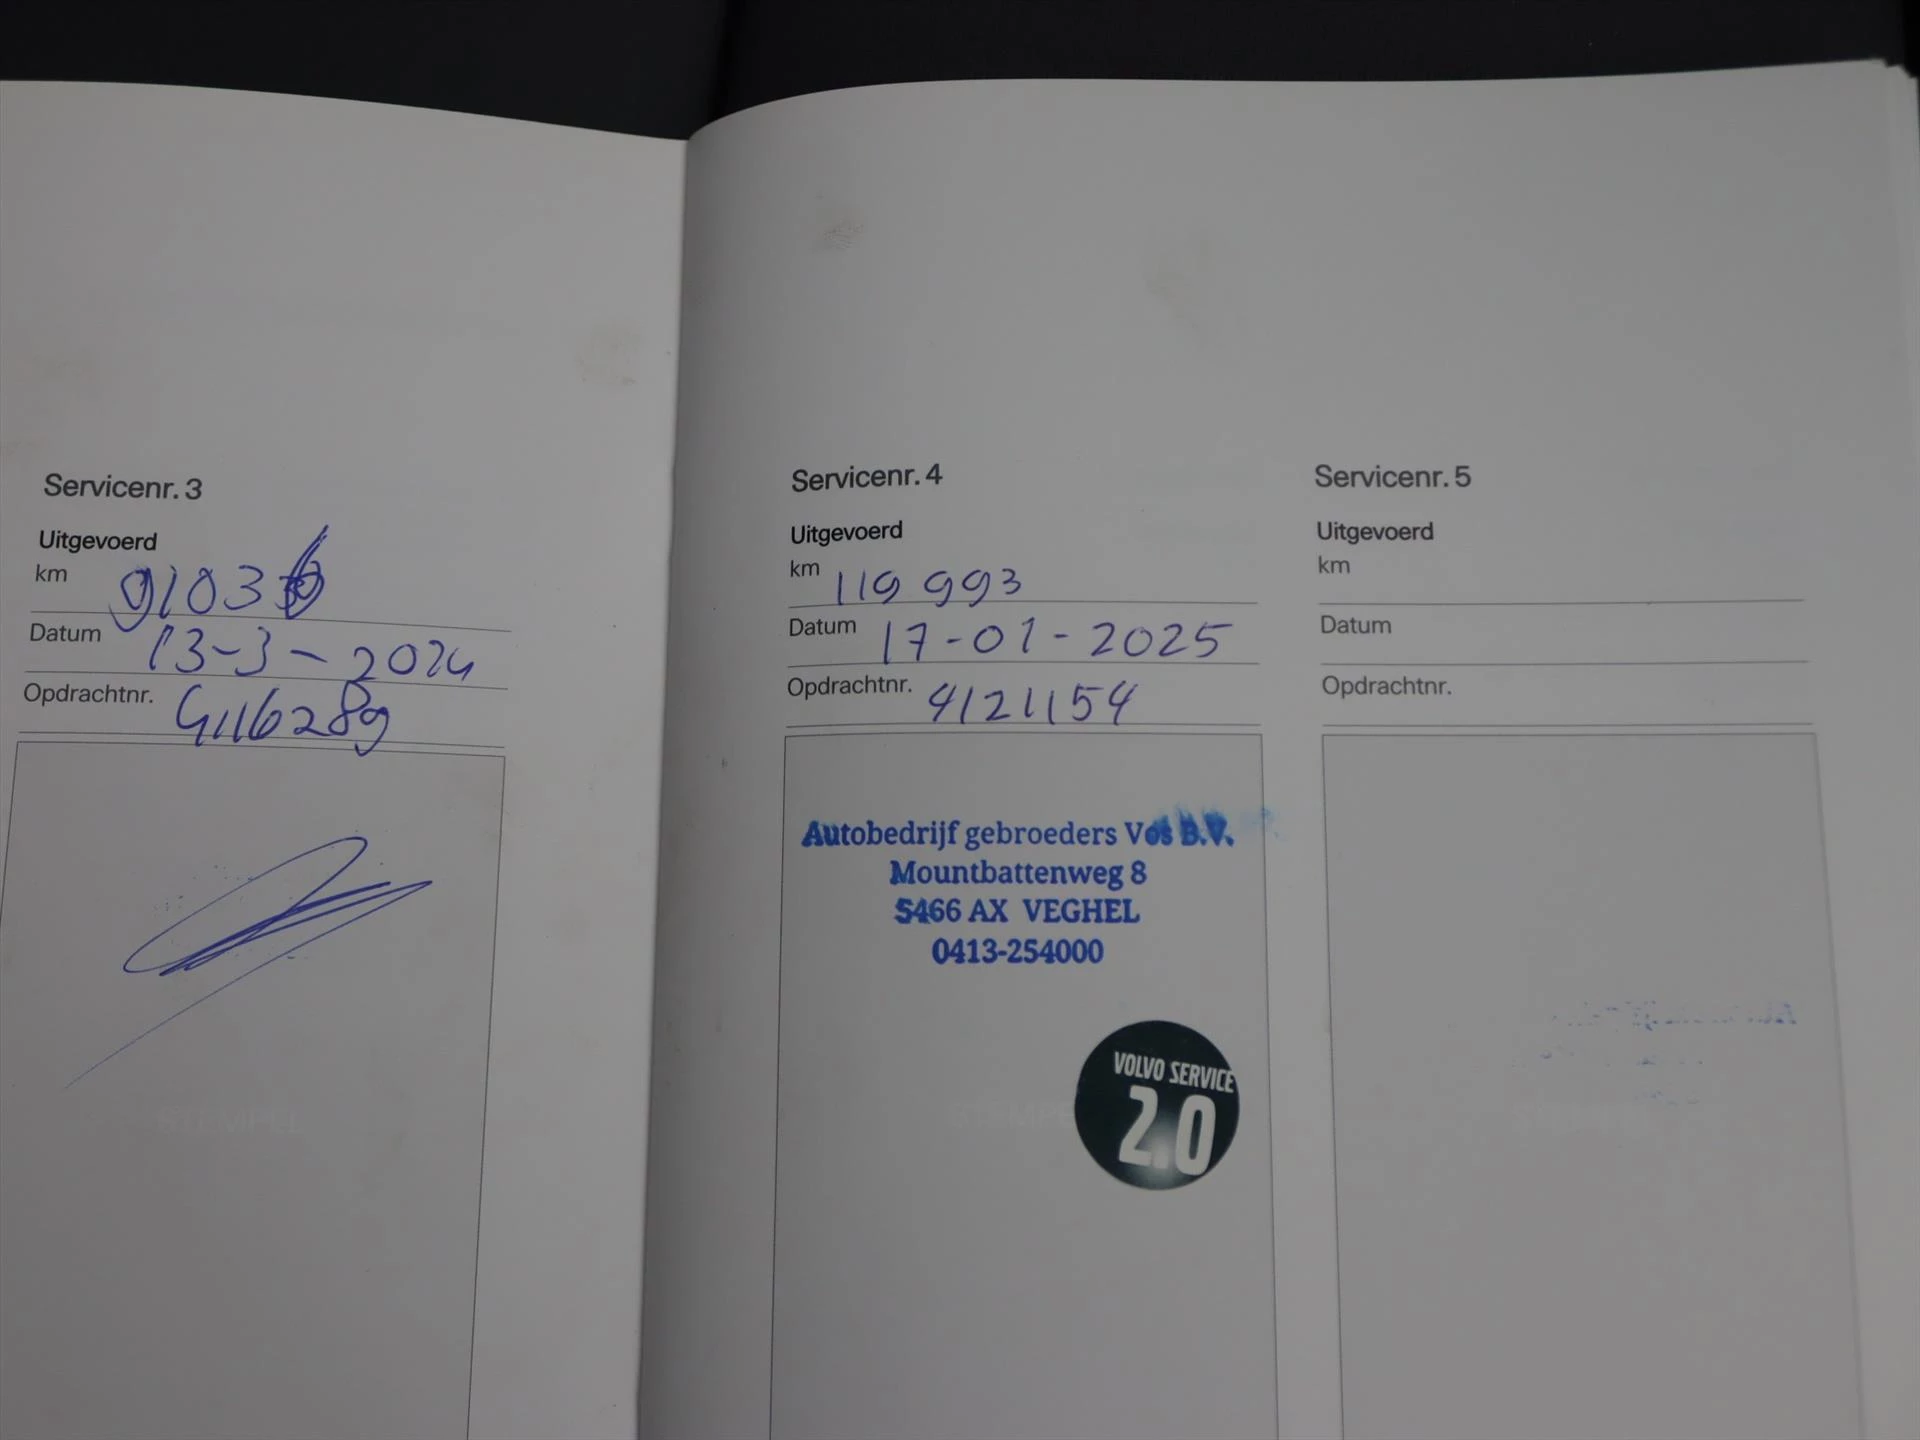 Servicenr. 3
Uitgevoerd
km
Datum 13-3-2024
Opdrachtnr. 4116289
STEMPEL
Servicenr. 4
Uitgevoerd
km 119 993
Datum 17-01-2025
Opdrachtnr. 4121154
Autobedrijf gebroeders Vos B.V.
Mountbattenweg 8
5466 AX VEGHEL
0413-254000
VOLVO SERVICE
2.0
Servicenr. 5
Uitgevoerd
km
Datum
Opdrachtnr.